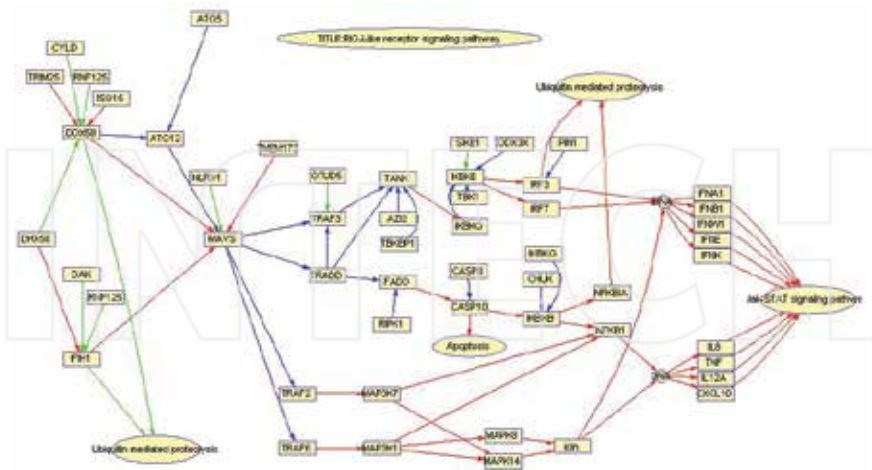 ATG5
TITLE:RIG-I-like receptor signaling pathway
CYLD
TRIM25
RNF125
ISG15
DDX58
ATG12
Ubiquitin mediated proteolysis
SIKE1
DDX3X
PIN1
TMEM173
NLRX1
OTUD5
TANK
IKBKE
IRF3
TBK1
IRF7
TRAF3
AZI2
IKBKG
TBKBP1
IFNA1
IFNB1
IFNW1
IFNE
IFNK
DNA
DHX58
MAVS
TRADD
FADD
CASP8
IKBKG
CHUK
DAK
RNF125
CASP10
IKBKB
NFKBIA
Jak-STAT signaling pathway
RIPK1
NFKB1
Apoptosis
IFIH1
IL8
TNF
IL12A
CXCL10
DNA
TRAF2
MAP3K7
Ubiquitin mediated proteolysis
TRAF6
MAP3K1
MAPK8
MAPK14
INTECH